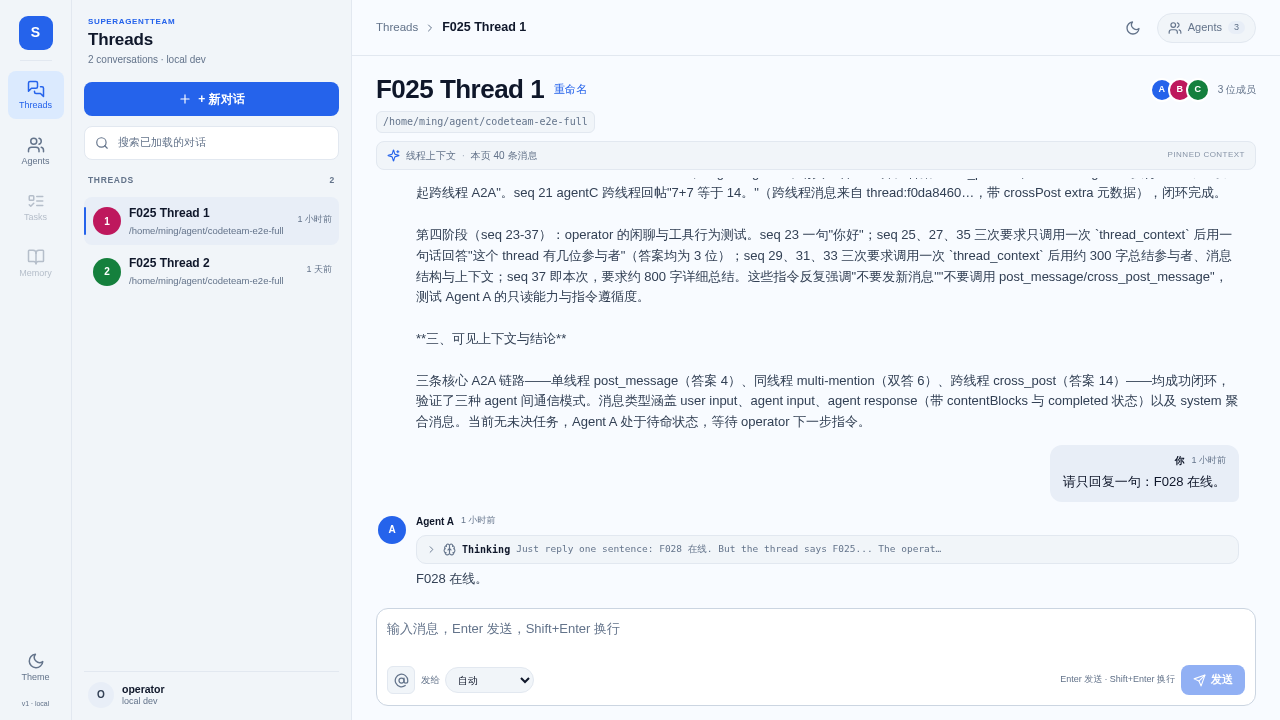 S
Threads
Agents
Tasks
Memory
Theme
v1 · local
SUPERAGENTTEAM
Threads
2 conversations · local dev
+ 新对话
搜索已加载的对话
THREADS 2
1 F025 Thread 1 1 小时前
/home/ming/agent/codeteam-e2e-full
2 F025 Thread 2 1 天前
/home/ming/agent/codeteam-e2e-full
O operator
local dev
Threads > F025 Thread 1
Agents 3
F025 Thread 1 重命名
A B C 3 位成员
/home/ming/agent/codeteam-e2e-full
线程上下文 · 本页 40 条消息 PINNED CONTEXT
起跨线程 A2A"。seq 21 agentC 跨线程回帖"7+7 等于 14。"（跨线程消息来自 thread:f0da8460…，带 crossPost extra 元数据），闭环完成。
第四阶段（seq 23-37）：operator 的闲聊与工具行为测试。seq 23 一句"你好"；seq 25、27、35 三次要求只调用一次 `thread_context` 后用一
句话回答"这个 thread 有几位参与者"（答案均为 3 位）；seq 29、31、33 三次要求调用一次 `thread_context` 后用约 300 字总结参与者、消息
结构与上下文；seq 37 即本次，要求约 800 字详细总结。这些指令反复强调"不要发新消息""不要调用 post_message/cross_post_message"，
测试 Agent A 的只读能力与指令遵循度。
**三、可见上下文与结论**
三条核心 A2A 链路——单线程 post_message（答案 4）、同线程 multi-mention（双答 6）、跨线程 cross_post（答案 14）——均成功闭环，
验证了三种 agent 间通信模式。消息类型涵盖 user input、agent input、agent response（带 contentBlocks 与 completed 状态）以及 system 聚
合消息。当前无未决任务，Agent A 处于待命状态，等待 operator 下一步指令。
你 1 小时前
请只回复一句：F028 在线。
A Agent A 1 小时前
Thinking Just reply one sentence: F028 在线. But the thread says F025... The operat…
F028 在线。
输入消息，Enter 发送，Shift+Enter 换行
发给 自动
Enter 发送 · Shift+Enter 换行 发送